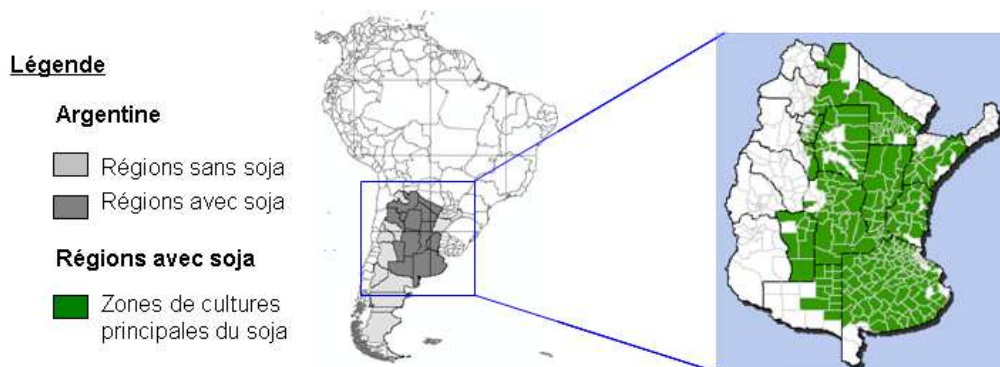 Légende
Argentine
Régions sans soja
Régions avec soja
Régions avec soja
Zones de cultures
principales du soja